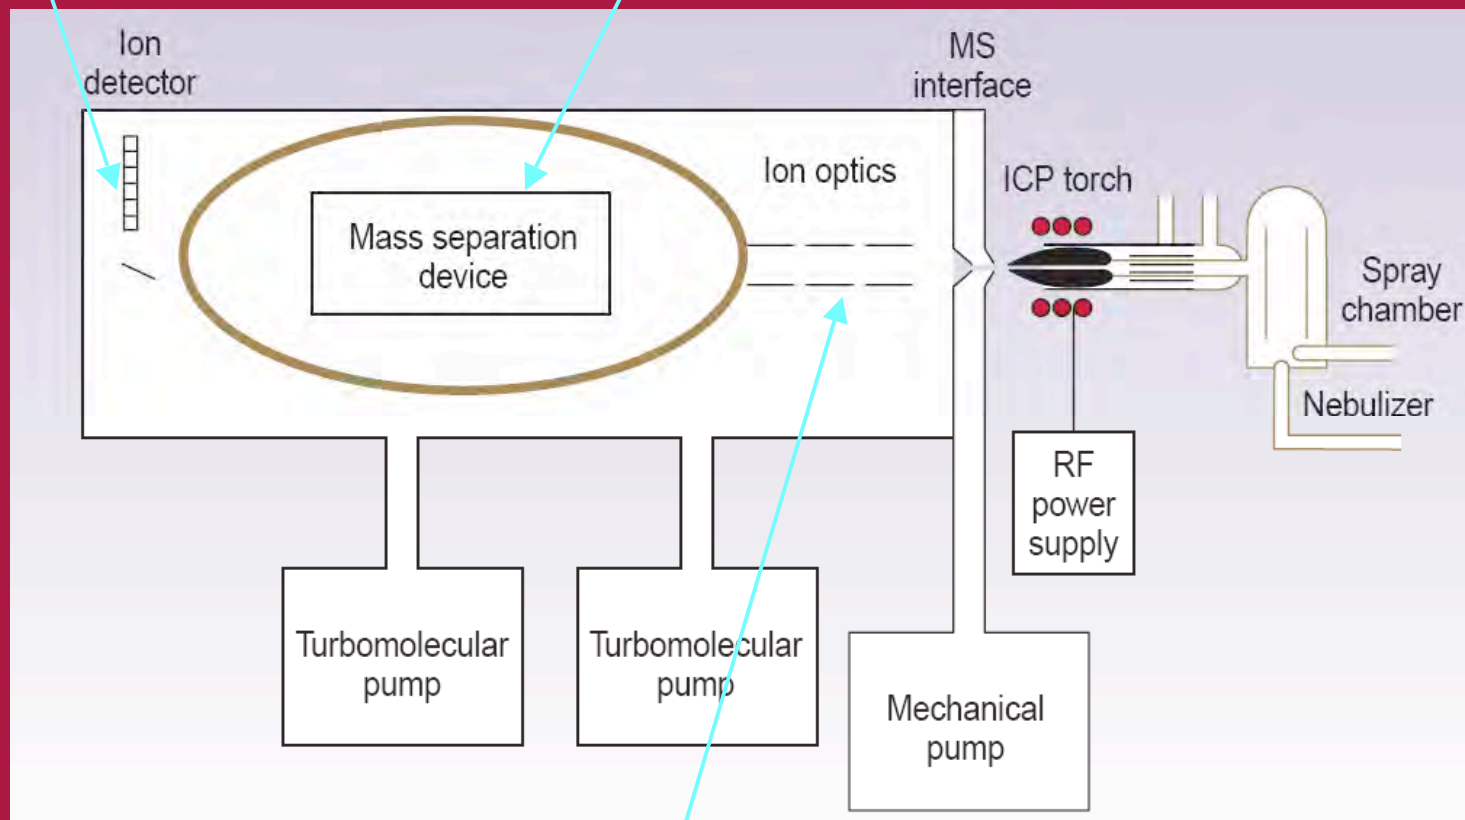 Ion
detector
MS
interface
Ion optics
ICP torch
Mass separation
device
Spray
chamber
Nebulizer
RF
power
supply
Turbomolecular
pump
Turbomolecular
pump
Mechanical
pump